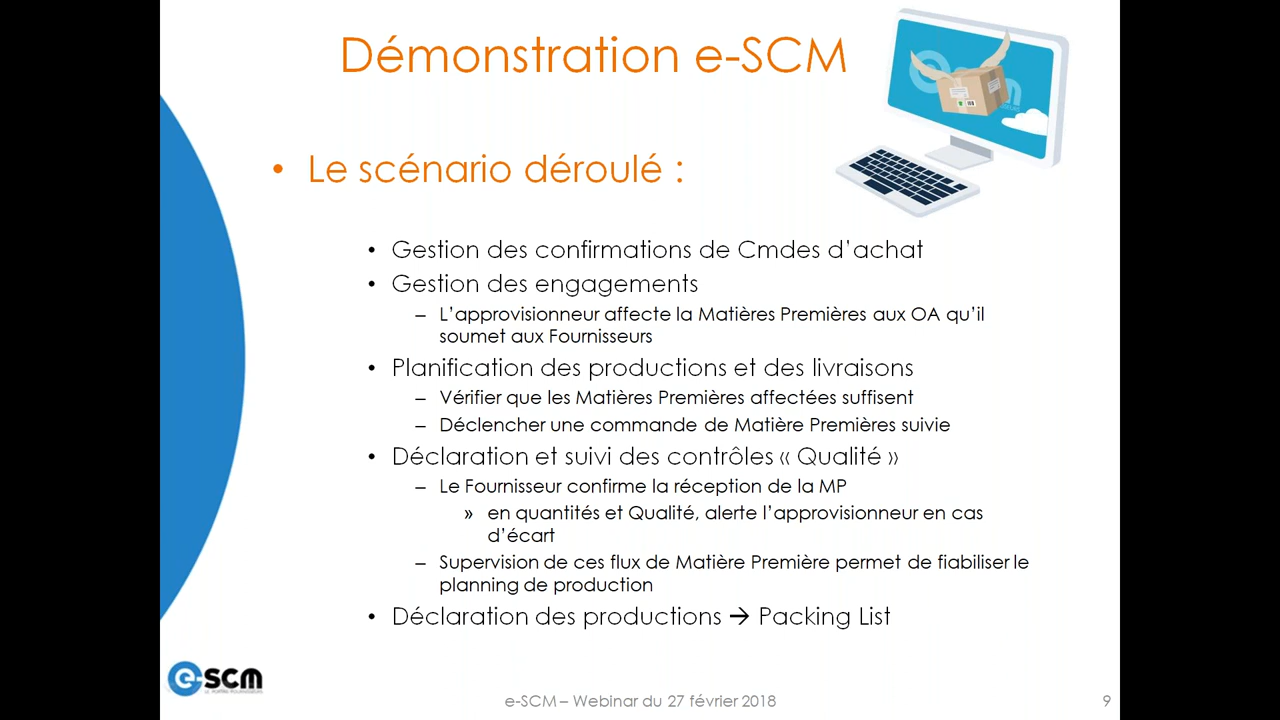 Démonstration e-SCM
• Le scénario déroulé :
• Gestion des confirmations de Cmdes d'achat
• Gestion des engagements
– L'approvisionneur affecte la Matières Premières aux OA qu'il
soumet aux Fournisseurs
• Planification des productions et des livraisons
– Vérifier que les Matières Premières affectées suffisent
– Déclencher une commande de Matière Premières suivie
• Déclaration et suivi des contrôles « Qualité »
– Le Fournisseur confirme la réception de la MP
» en quantités et Qualité, alerte l'approvisionneur en cas
d'écart
– Supervision de ces flux de Matière Première permet de fiabiliser le
planning de production
• Déclaration des productions → Packing List
e-scm
e-SCM – Webinar du 27 février 2018
9